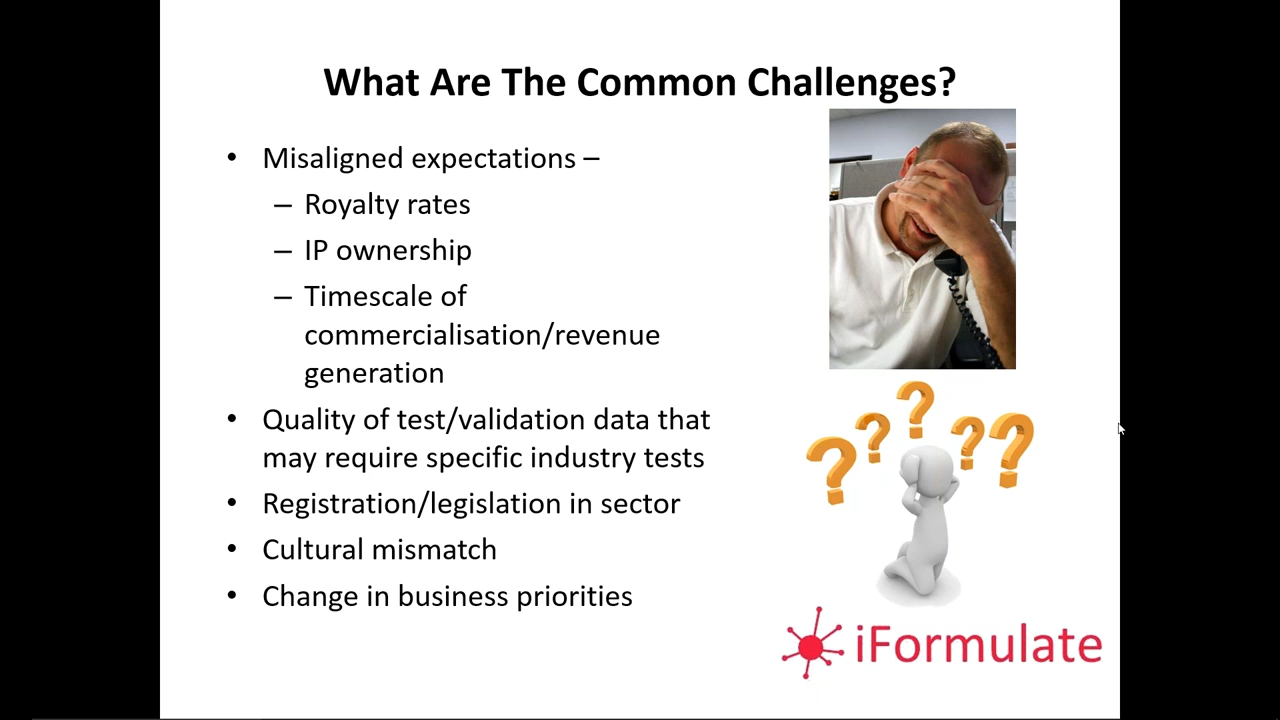 What Are The Common Challenges?
• Misaligned expectations –
– Royalty rates
– IP ownership
– Timescale of
commercialisation/revenue
generation
• Quality of test/validation data that
may require specific industry tests
• Registration/legislation in sector
• Cultural mismatch
• Change in business priorities
? ? ? ? ?
iFormulate